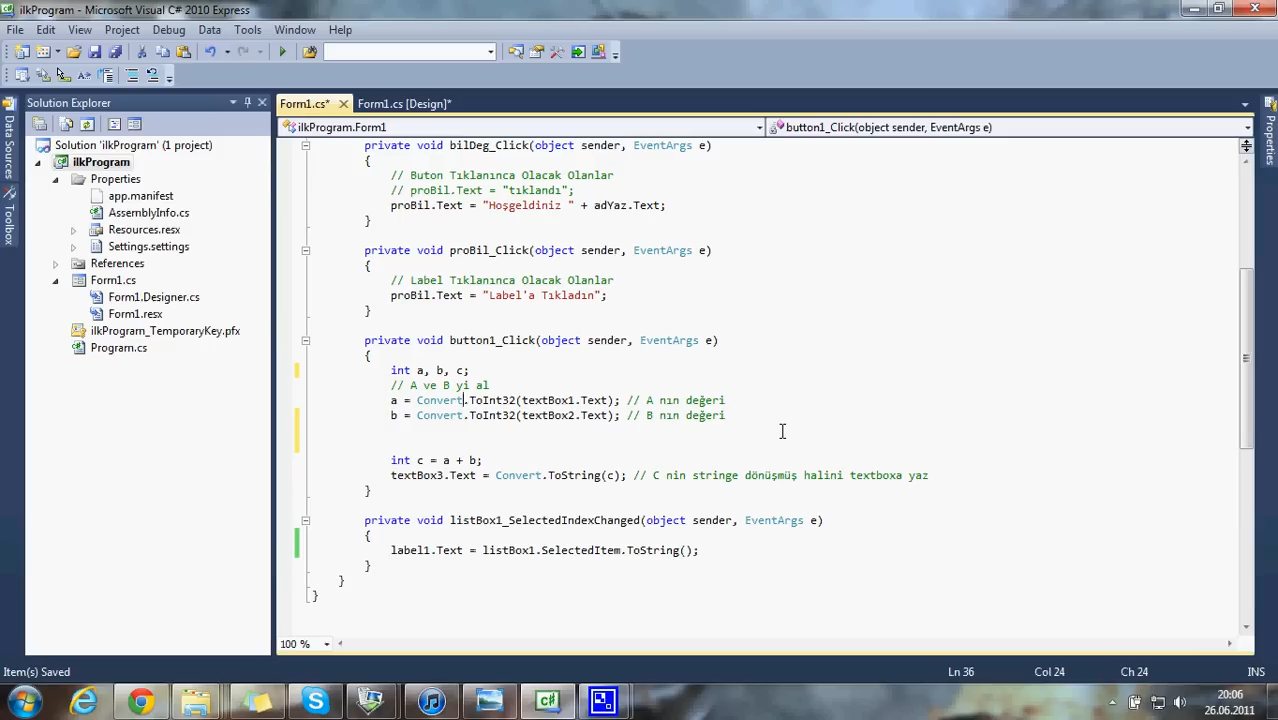 ilkProgram - Microsoft Visual C# 2010 Express
File Edit View Project Debug Data Tools Window Help
Solution Explorer
Form1.cs* Form1.cs [Design]*
ilkProgram.Form1 button1_Click(object sender, EventArgs e)
Data Sources
Toolbox
Properties
Solution 'ilkProgram' (1 project)
ilkProgram
Properties
app.manifest
AssemblyInfo.cs
Resources.resx
Settings.settings
References
Form1.cs
Form1.Designer.cs
Form1.resx
ilkProgram_TemporaryKey.pfx
Program.cs
private void bilDeg_Click(object sender, EventArgs e)
{
// Buton Tıklanınca Olacak Olanlar
// proBil.Text = "tıklandı";
proBil.Text = "Hoşgeldiniz " + adYaz.Text;
}
private void proBil_Click(object sender, EventArgs e)
{
// Label Tıklanınca Olacak Olanlar
proBil.Text = "Label'a Tıkladın";
}
private void button1_Click(object sender, EventArgs e)
{
int a, b, c;
// A ve B yi al
a = Convert.ToInt32(textBox1.Text); // A nın değeri
b = Convert.ToInt32(textBox2.Text); // B nın değeri
int c = a + b;
textBox3.Text = Convert.ToString(c); // C nin stringe dönüşmüş halini textboxa yaz
}
private void listBox1_SelectedIndexChanged(object sender, EventArgs e)
{
label1.Text = listBox1.SelectedItem.ToString();
}
}
}
100 %
Item(s) Saved Ln 36 Col 24 Ch 24 INS
20:06
26.06.2011